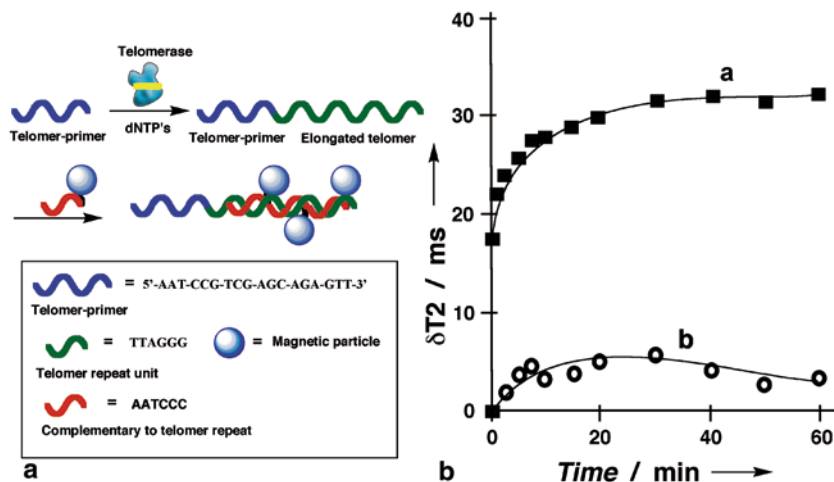 Telomerase
dNTP's
Telomer-primer
Telomer-primer
Elongated telomer
= 5'-AAT-CCG-TCG-AGC-AGA-GTT-3'
Telomer-primer
= TTAGGG
= Magnetic particle
Telomer repeat unit
= AATCCC
Complementary to telomer repeat
a
40
30
20
10
0
δT2 / ms
a
b
0
20
40
60
b
Time / min